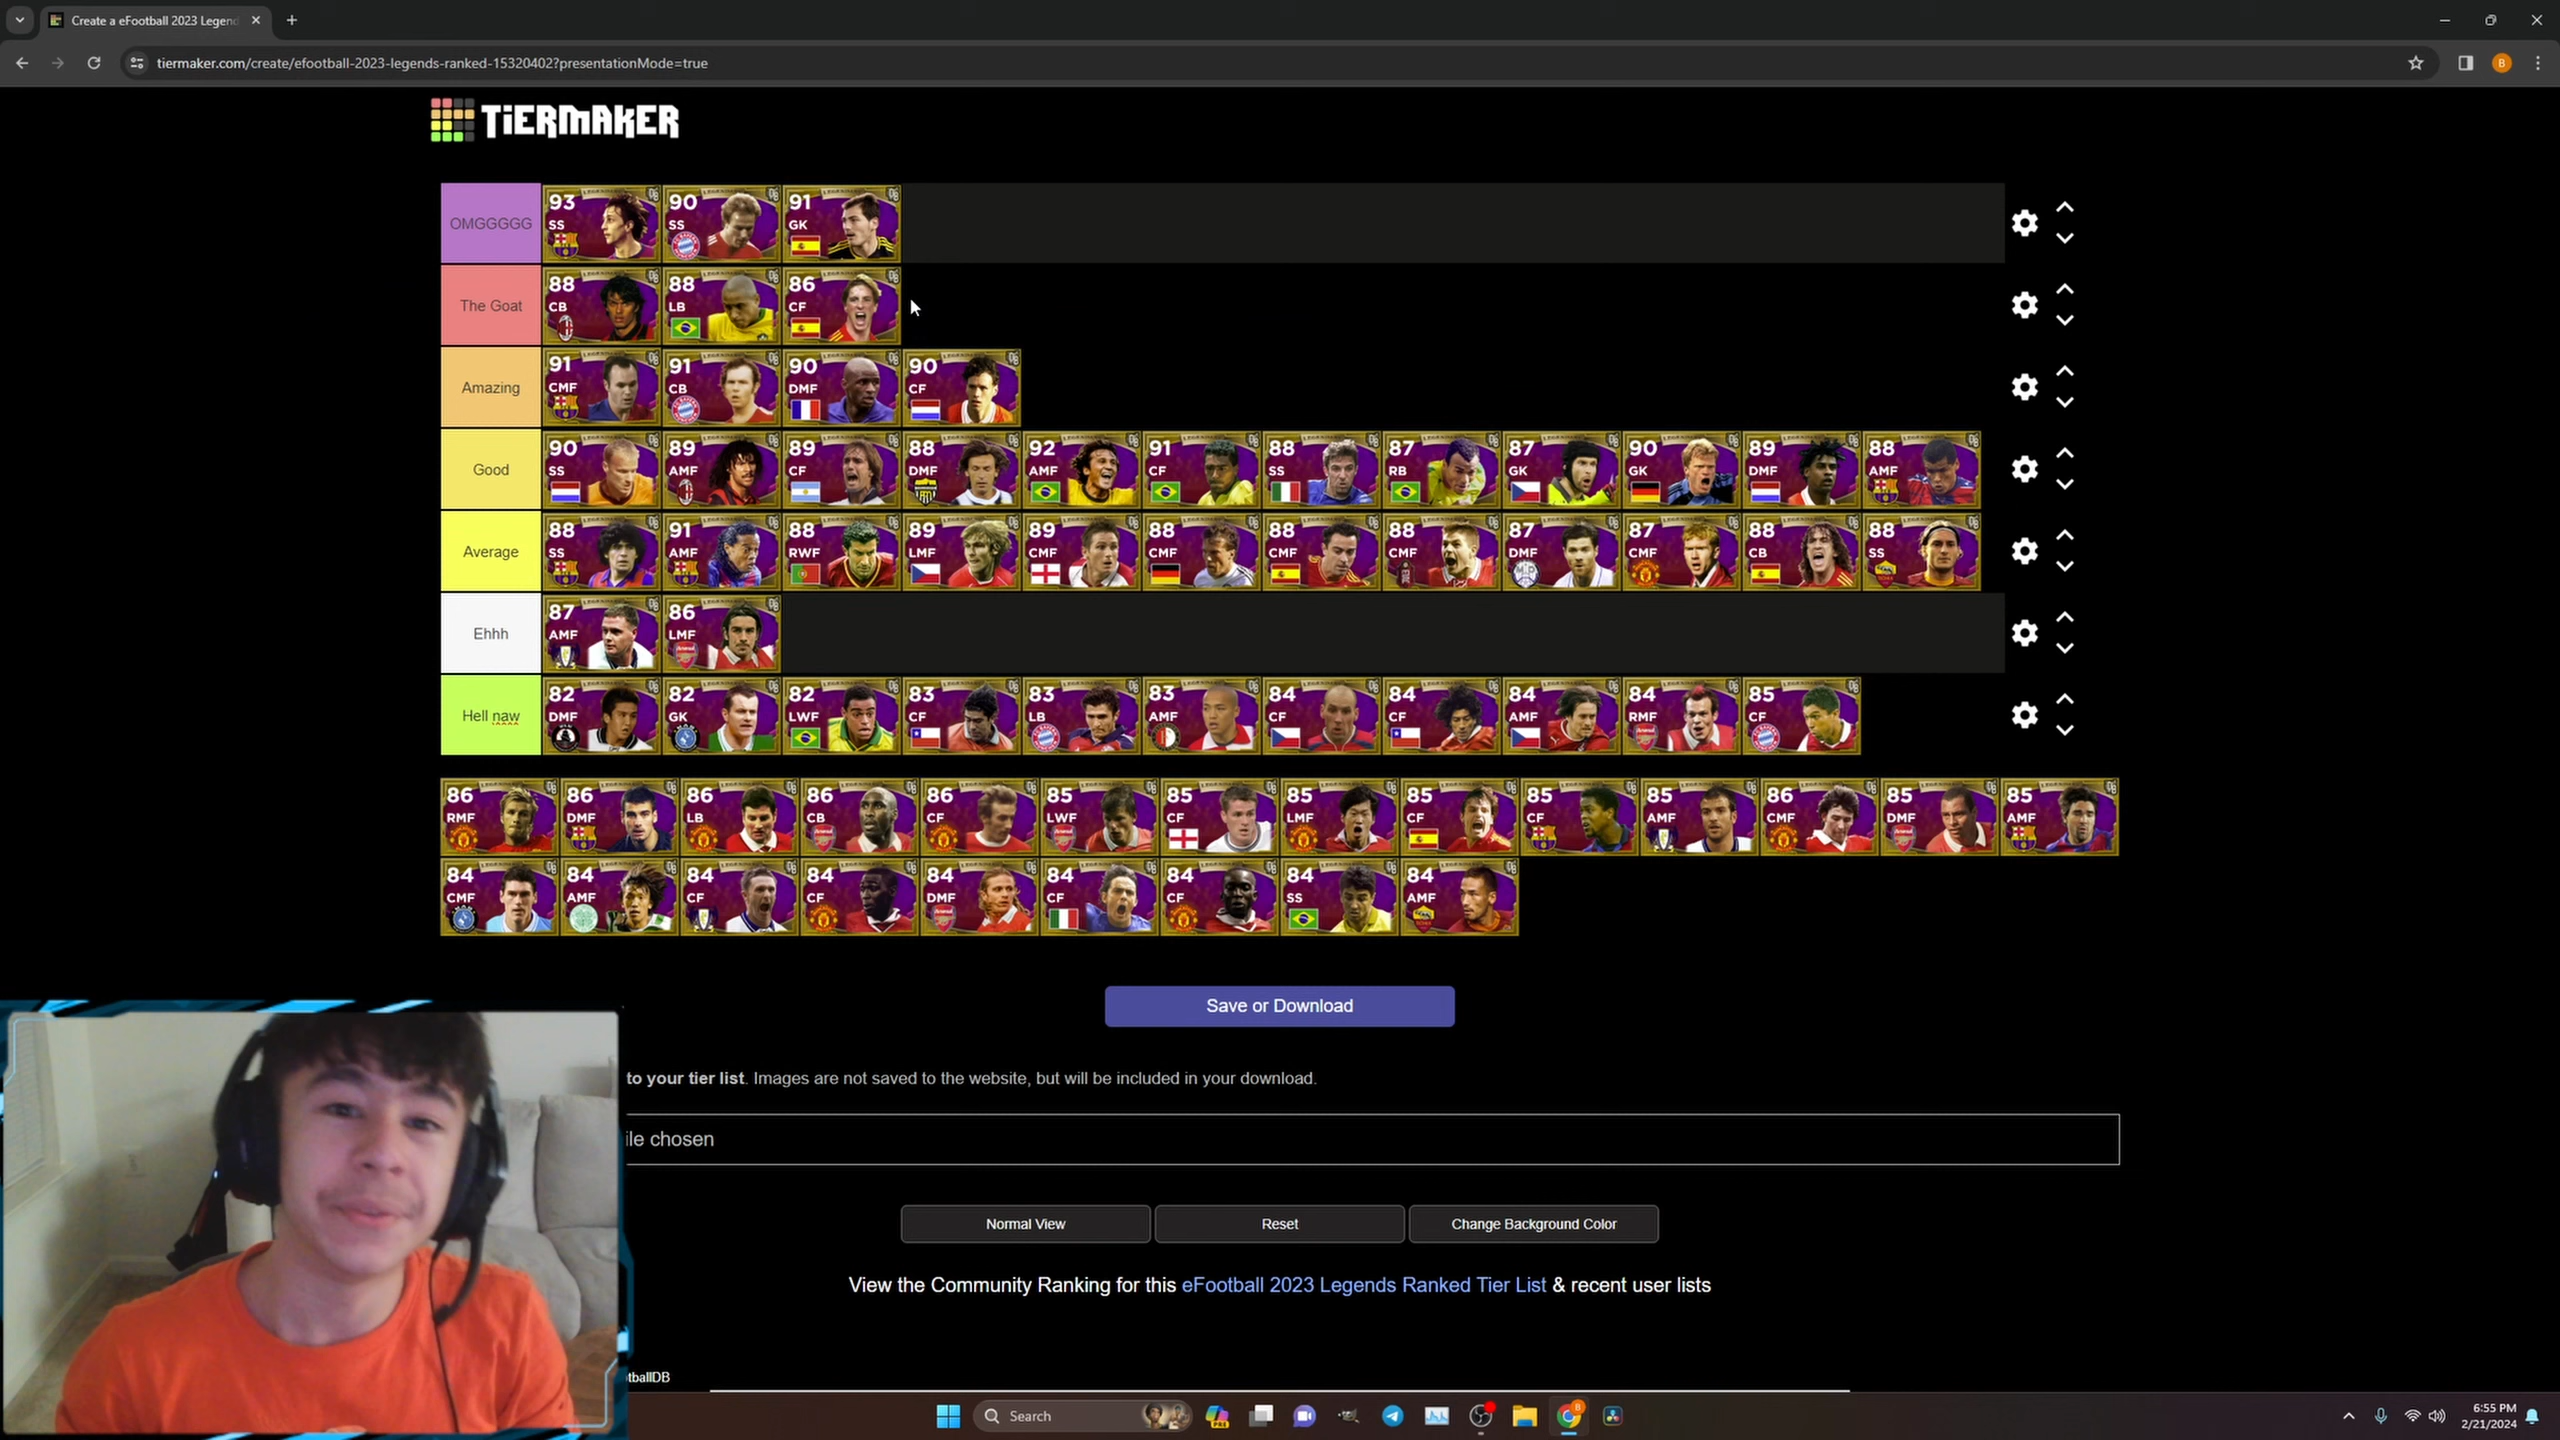 Create a eFootball 2023 Legend
tiermaker.com/create/efootball-2023-legends-ranked-15320402?presentationMode=true
B
TiERMAKER
OMGGGGG
93 SS
90 SS
91 GK
The Goat
88 CB
88 LB
86 CF
Amazing
91 CMF
91 CB
90 DMF
90 CF
Good
90 SS
89 AMF
89 CF
88 DMF
92 AMF
91 CF
88 SS
87 RB
87 GK
90 GK
89 DMF
88 AMF
Average
88 SS
91 AMF
88 RWF
89 LMF
89 CMF
88 CMF
88 CMF
88 CMF
87 DMF
87 CMF
88 CB
88 SS
Ehhh
87 AMF
86 LMF
Hell naw
82 DMF
82 GK
82 LWF
83 CF
83 LB
83 AMF
84 CF
84 CF
84 AMF
84 RMF
85 CF
86 RMF
86 DMF
86 LB
86 CB
86 CF
85 LWF
85 CF
85 LMF
85 CF
85 CF
85 AMF
86 CMF
85 DMF
85 AMF
84 CMF
84 AMF
84 CF
84 CF
84 DMF
84 CF
84 CF
84 SS
84 AMF
Save or Download
to your tier list. Images are not saved to the website, but will be included in your download.
ile chosen
Normal View
Reset
Change Background Color
View the Community Ranking for this eFootball 2023 Legends Ranked Tier List & recent user lists
tballDB
Search
6:55 PM
2/21/2024